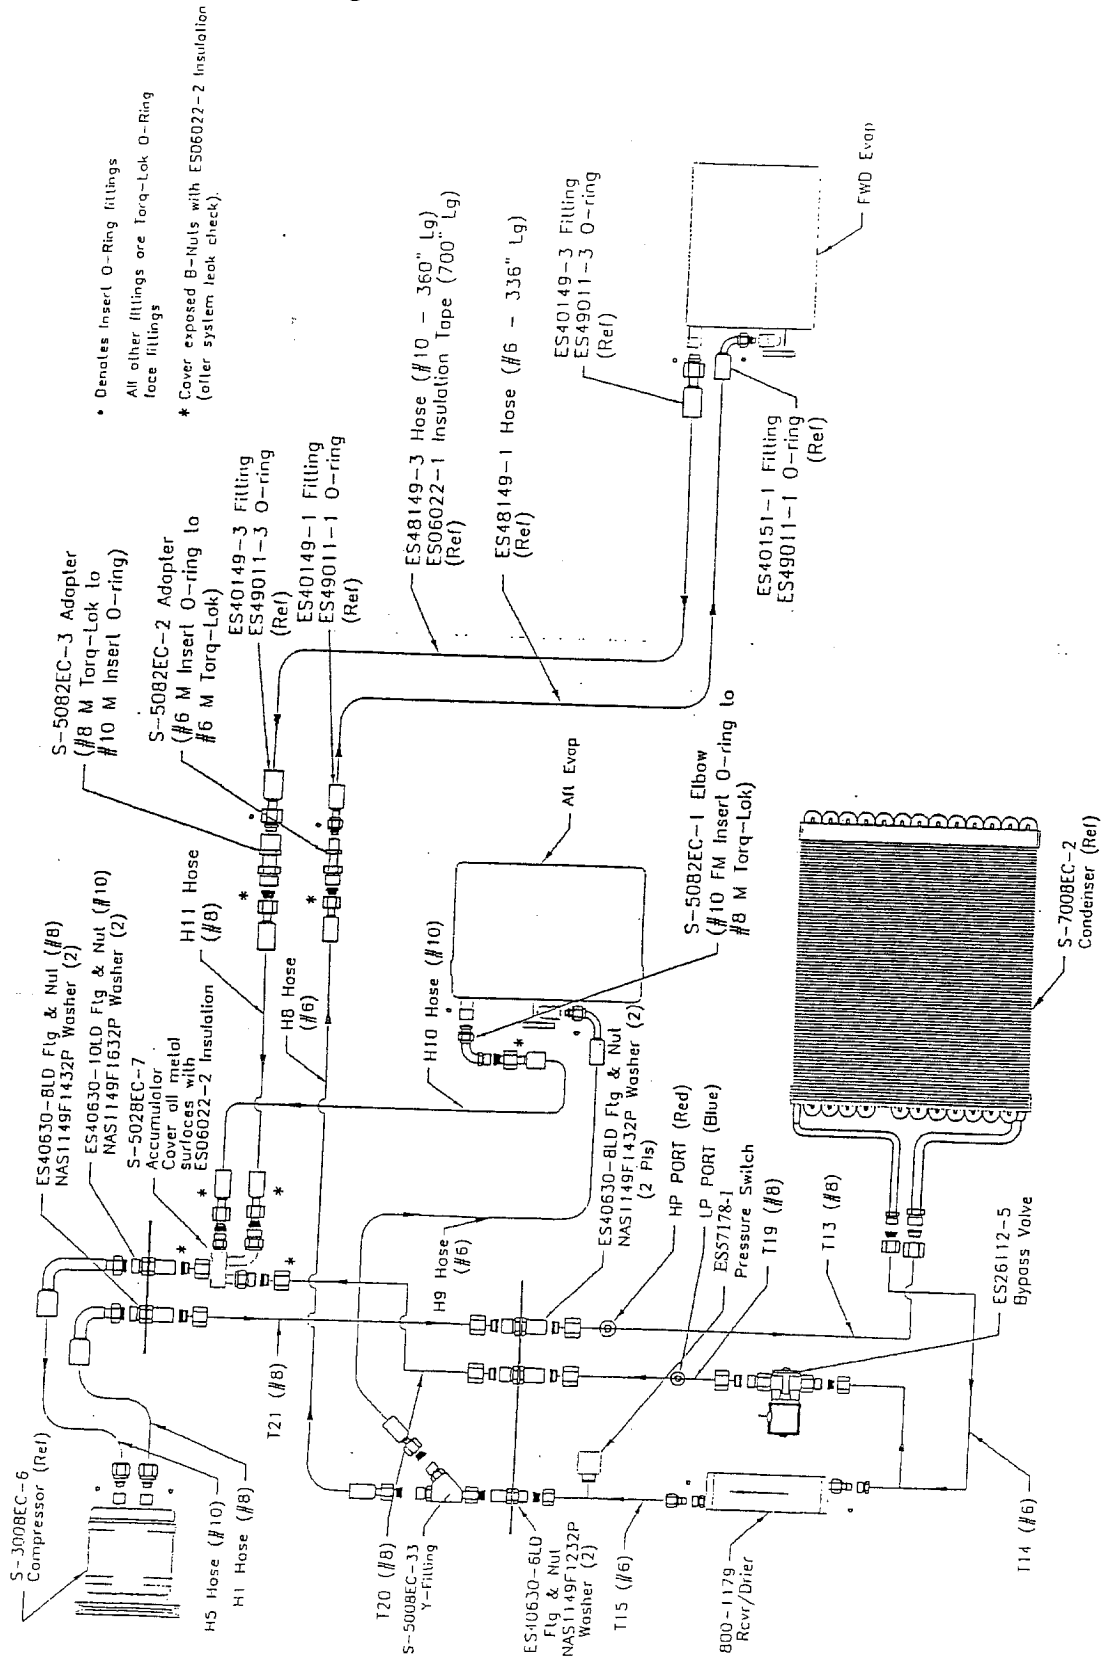 • Denotes Insert O-Ring fittings
All other fittings are Torq-Lok O-Ring
face fittings
* Cover exposed B-Nuts with ES06022-2 Insulation
(after system leak check).
S-5082EC-3 Adapter
(#8 M Torq-Lok to
#10 M Insert O-ring)
S-5082EC-2 Adapter
(#6 M Insert O-ring to
#6 M Torq-Lok)
ES40149-3 Fitting
ES49011-3 O-ring
(Ref)
ES40149-1 Fitting
ES49011-1 O-ring
(Ref)
ES48149-3 Hose (#10 - 360" Lg)
ES06022-1 Insulation Tape (700" Lg)
(Ref)
ES48149-1 Hose (#6 - 336" Lg)
(Ref)
ES40149-3 Fitting
ES49011-3 O-ring
(Ref)
FWD Evap
ES40151-1 Fitting
ES49011-1 O-ring
(Ref)
ES40630-8LD Ftg & Nut (#8)
NAS1149F1432P Washer (2)
ES40630-10LD Ftg & Nut (#10)
NAS1149F1632P Washer (2)
S-5028EC-7
Accumulator
Cover all metal
surfaces with
ES06022-2 Insulation
H11 Hose
(#8)
H8 Hose
(#6)
H10 Hose (#10)
Aft Evap
S-5082EC-1 Elbow
(#10 FM Insert O-ring to
#8 M Torq-Lok)
H9 Hose
(#6)
ES40630-8LD Ftg & Nut
NAS1149F1432P Washer (2)
(2 Pls)
HP PORT (Red)
LP PORT (Blue)
ES57178-1
Pressure Switch
T19 (#8)
T13 (#8)
S-7008EC-2
Condenser (Ref)
ES26112-5
Bypass Valve
S-3008EC-6
Compressor (Ref)
H5 Hose (#10)
H1 Hose (#8)
T21 (#8)
T20 (#8)
S-5008EC-33
Y-Fitting
ES40630-6LD
Ftg & Nut
NAS1149F1232P
Washer (2)
T15 (#6)
800-1179
Rcvr/Drier
T14 (#6)